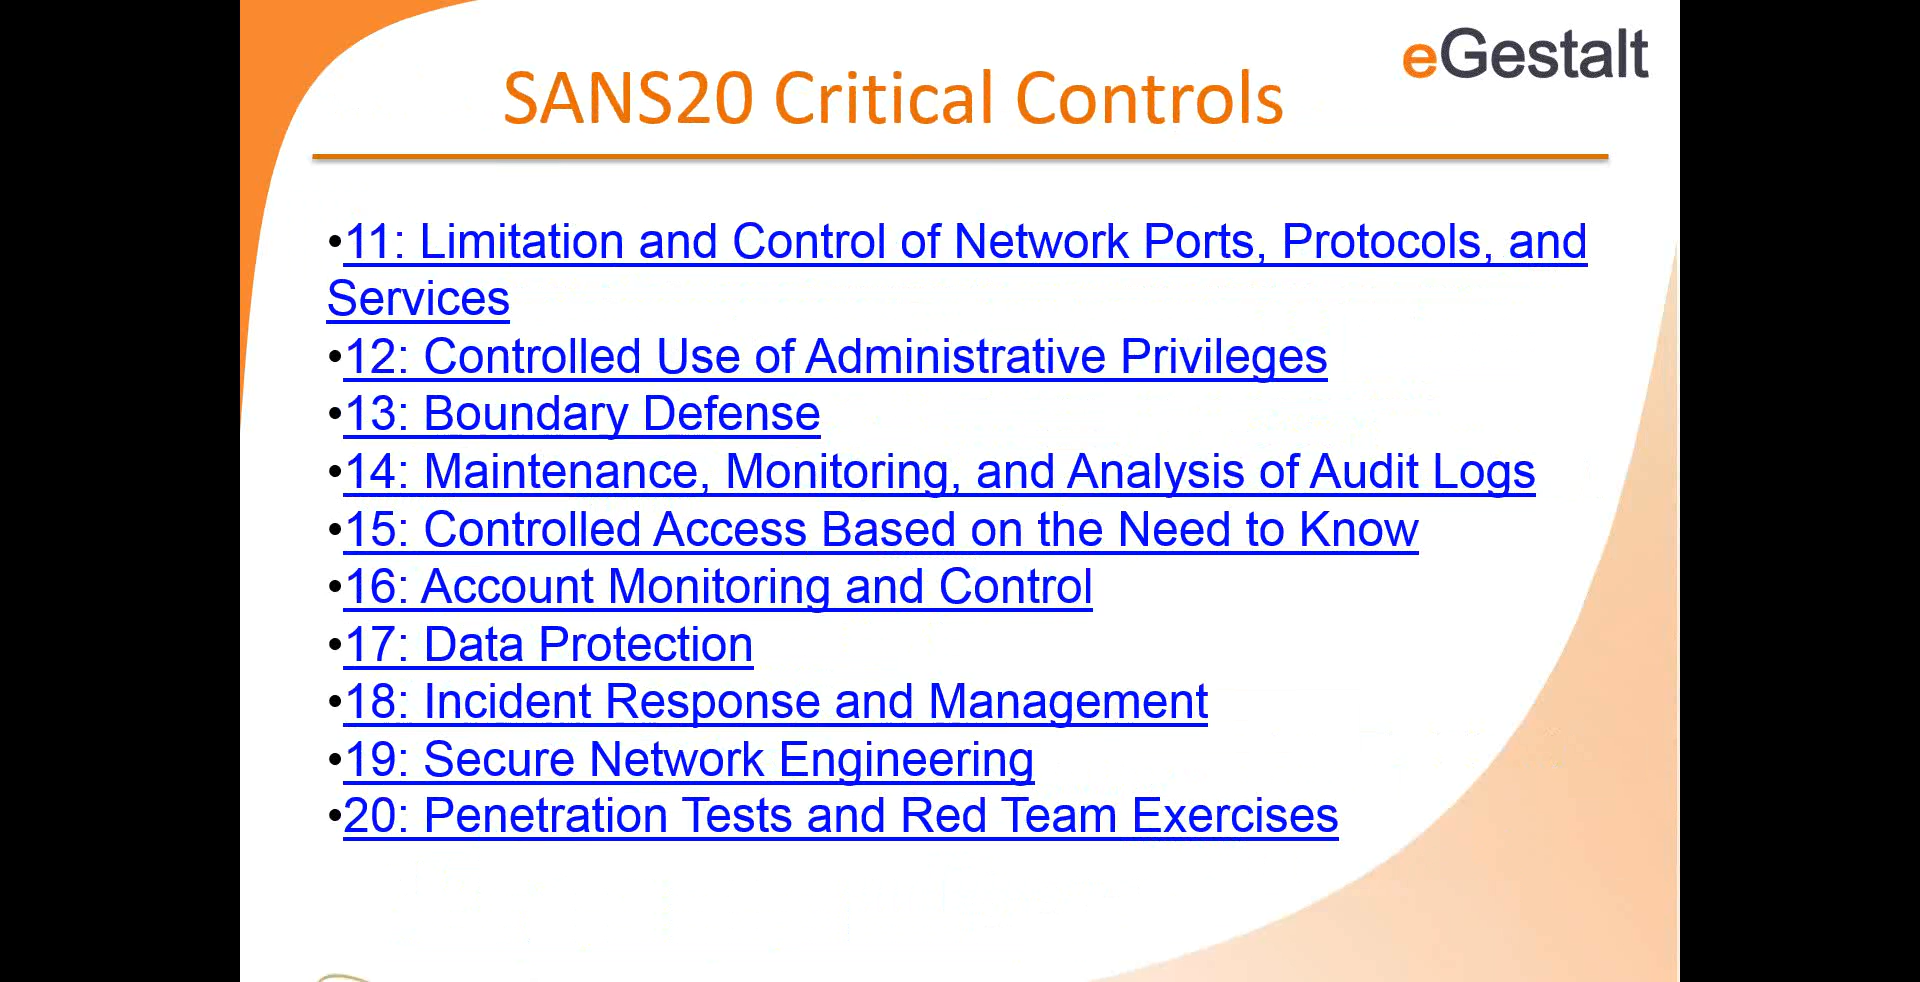 eGestalt
SANS20 Critical Controls
•11: Limitation and Control of Network Ports, Protocols, and
Services
•12: Controlled Use of Administrative Privileges
•13: Boundary Defense
•14: Maintenance, Monitoring, and Analysis of Audit Logs
•15: Controlled Access Based on the Need to Know
•16: Account Monitoring and Control
•17: Data Protection
•18: Incident Response and Management
•19: Secure Network Engineering
•20: Penetration Tests and Red Team Exercises